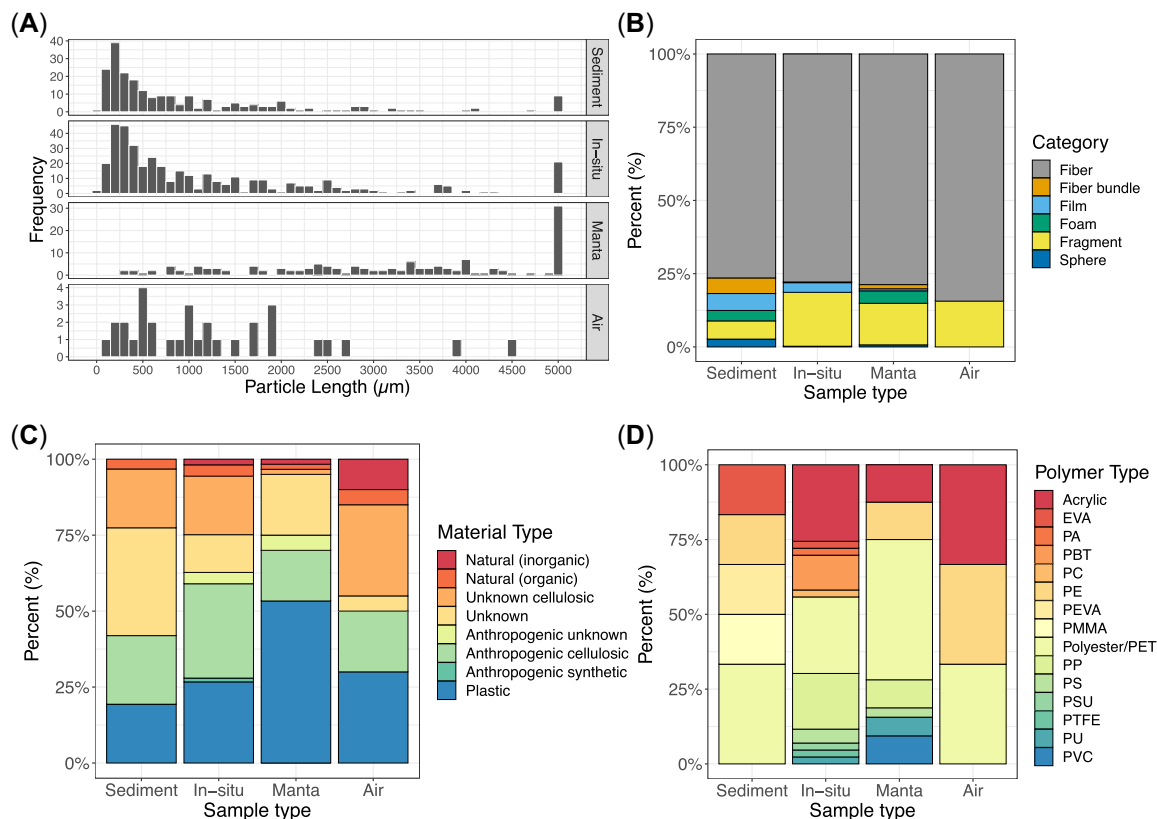 (A)
Frequency
40
30
20
10
0
Sediment
40
30
20
10
0
In−situ
30
20
10
0
Manta
4
3
2
1
0
Air
0 500 1000 1500 2000 2500 3000 3500 4000 4500 5000
Particle Length (µm)
(B)
Percent (%)
100%
75%
50%
25%
0%
Sediment In−situ Manta Air
Sample type
Category
Fiber
Fiber bundle
Film
Foam
Fragment
Sphere
(C)
Percent (%)
100%
75%
50%
25%
0%
Sediment In−situ Manta Air
Sample type
Material Type
Natural (inorganic)
Natural (organic)
Unknown cellulosic
Unknown
Anthropogenic unknown
Anthropogenic cellulosic
Anthropogenic synthetic
Plastic
(D)
Percent (%)
100%
75%
50%
25%
0%
Sediment In−situ Manta Air
Sample type
Polymer Type
Acrylic
EVA
PA
PBT
PC
PE
PEVA
PMMA
Polyester/PET
PP
PS
PSU
PTFE
PU
PVC